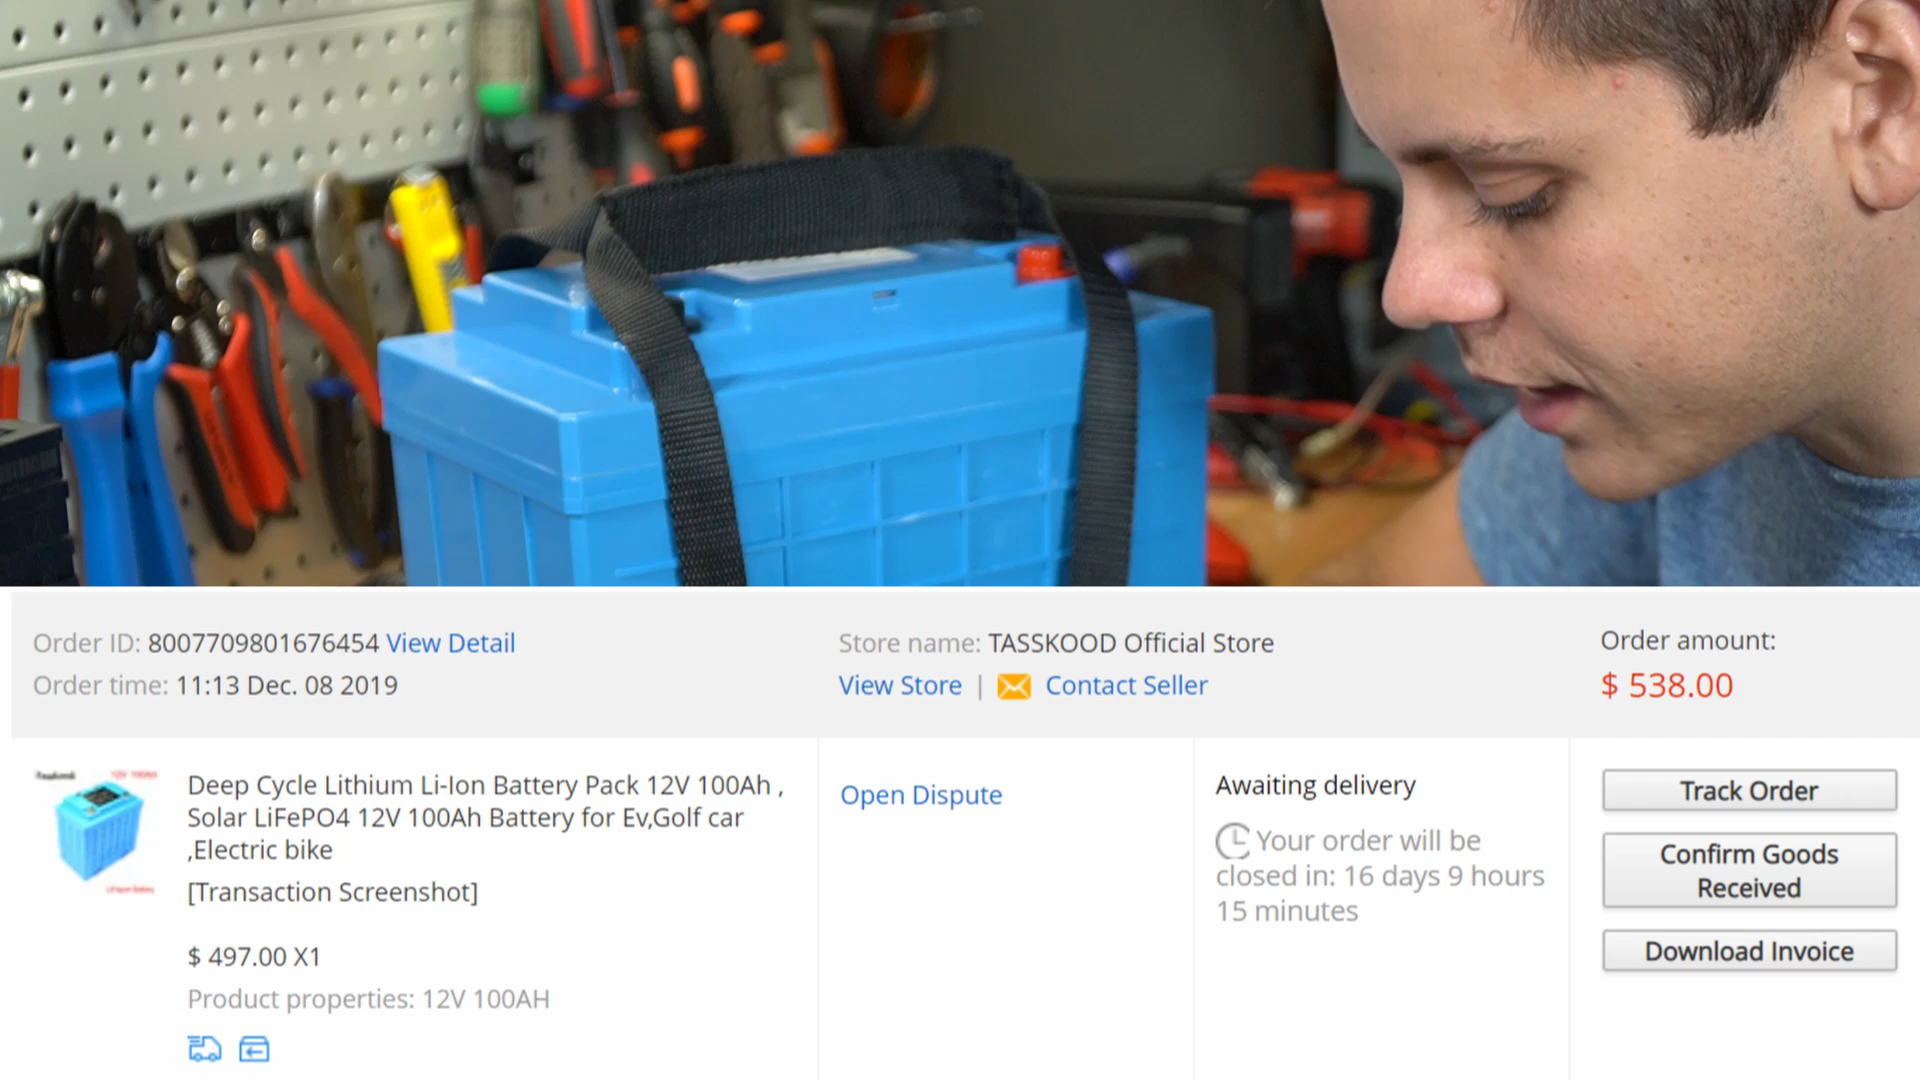 Order ID: 8007709801676454 View Detail
Order time: 11:13 Dec. 08 2019
Store name: TASSKOOD Official Store
View Store | Contact Seller
Order amount:
$ 538.00
12V 100AH
Deep Cycle Lithium Li-Ion Battery Pack 12V 100Ah ,
Solar LiFePO4 12V 100Ah Battery for Ev,Golf car
,Electric bike
[Transaction Screenshot]
$ 497.00 X1
Product properties: 12V 100AH
Open Dispute
Awaiting delivery
Your order will be
closed in: 16 days 9 hours
15 minutes
Track Order
Confirm Goods
Received
Download Invoice